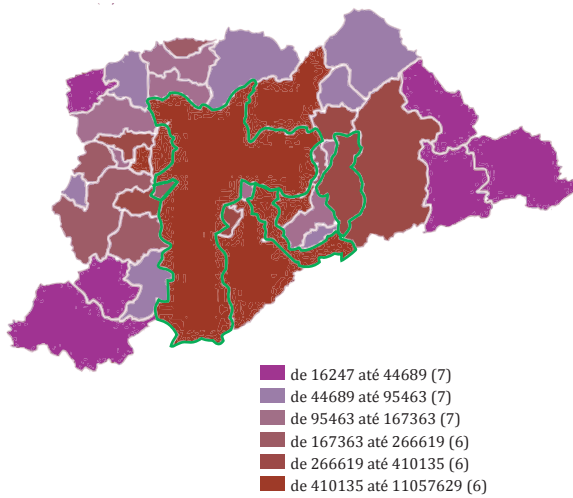 de 16247 até 44689 (7)
de 44689 até 95463 (7)
de 95463 até 167363 (7)
de 167363 até 266619 (6)
de 266619 até 410135 (6)
de 410135 até 11057629 (6)